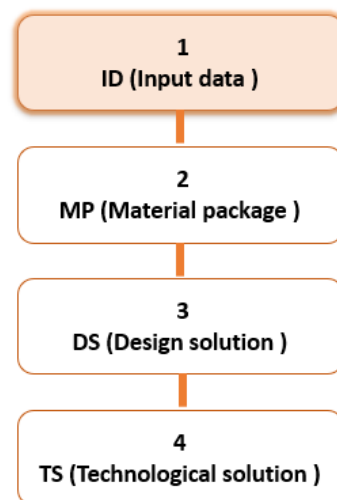 1
ID (Input data )
2
MP (Material package )
3
DS (Design solution )
4
TS (Technological solution )